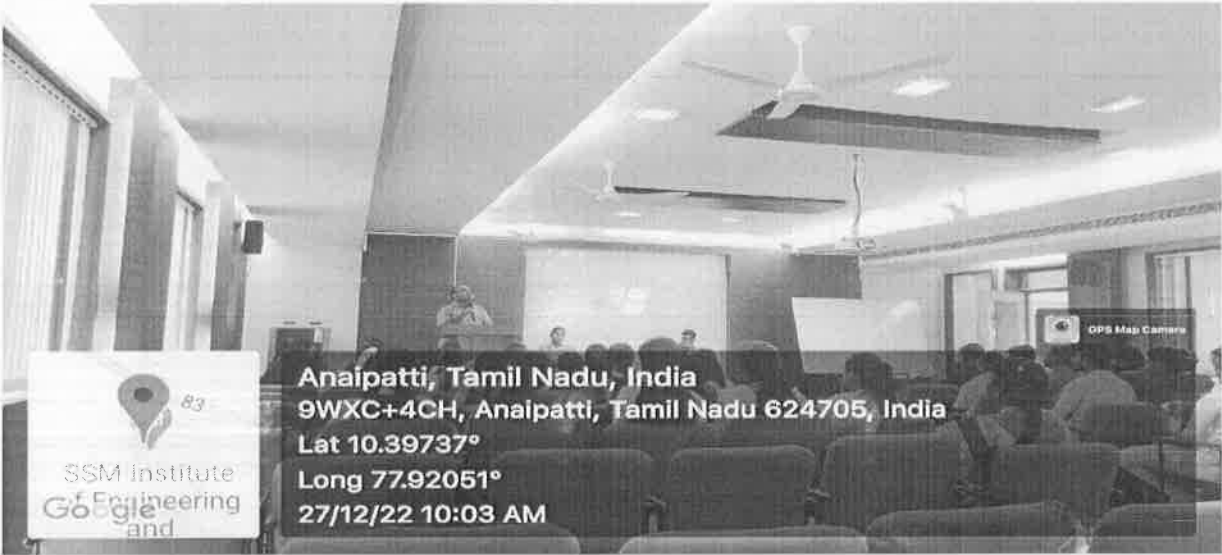 GPS Map Camera
Anaipatti, Tamil Nadu, India
9WXC+4CH, Anaipatti, Tamil Nadu 624705, India
Lat 10.39737°
Long 77.92051°
27/12/22 10:03 AM
83
SSM Institute
of Engineering
and
Google